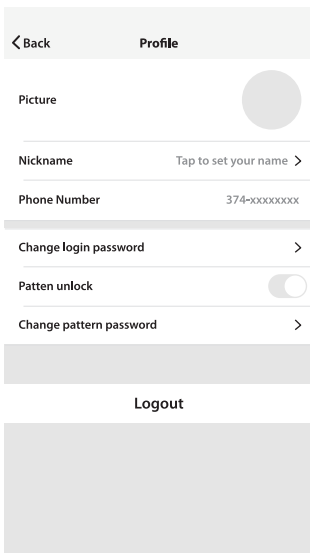 Back Profile
Picture
Nickname Tap to set your name
Phone Number 374-xxxxxxxx
Change login password
Patten unlock
Change pattern password
Logout